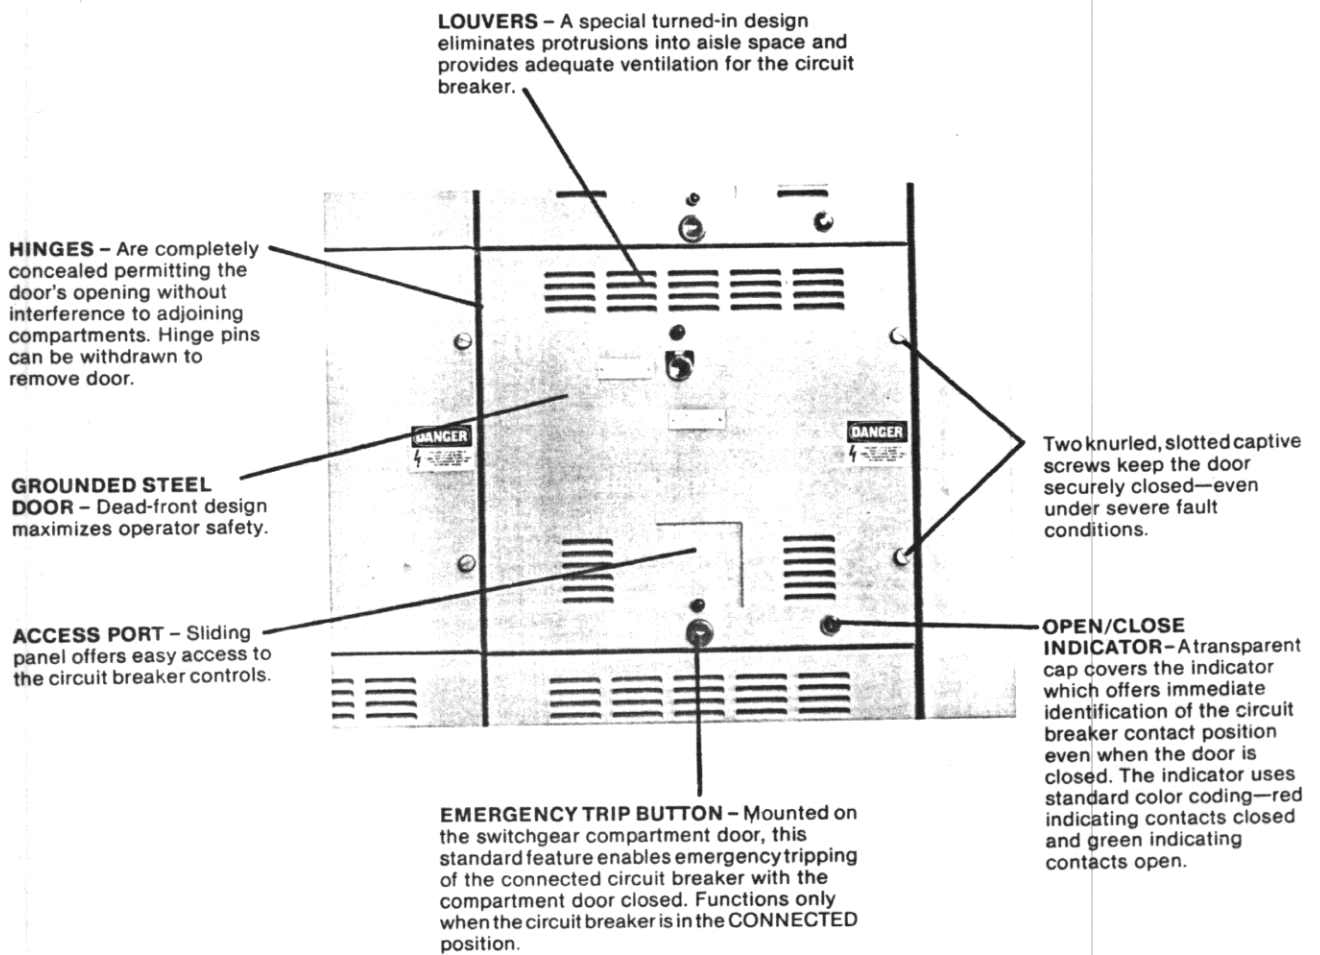 LOUVERS – A special turned-in design
eliminates protrusions into aisle space and
provides adequate ventilation for the circuit
breaker.
HINGES – Are completely
concealed permitting the
door's opening without
interference to adjoining
compartments. Hinge pins
can be withdrawn to
remove door.
GROUNDED STEEL
DOOR – Dead-front design
maximizes operator safety.
ACCESS PORT – Sliding
panel offers easy access to
the circuit breaker controls.
DANGER
DANGER
Two knurled, slotted captive
screws keep the door
securely closed—even
under severe fault
conditions.
OPEN/CLOSE
INDICATOR – A transparent
cap covers the indicator
which offers immediate
identification of the circuit
breaker contact position
even when the door is
closed. The indicator uses
standard color coding—red
indicating contacts closed
and green indicating
contacts open.
EMERGENCY TRIP BUTTON – Mounted on
the switchgear compartment door, this
standard feature enables emergency tripping
of the connected circuit breaker with the
compartment door closed. Functions only
when the circuit breaker is in the CONNECTED
position.